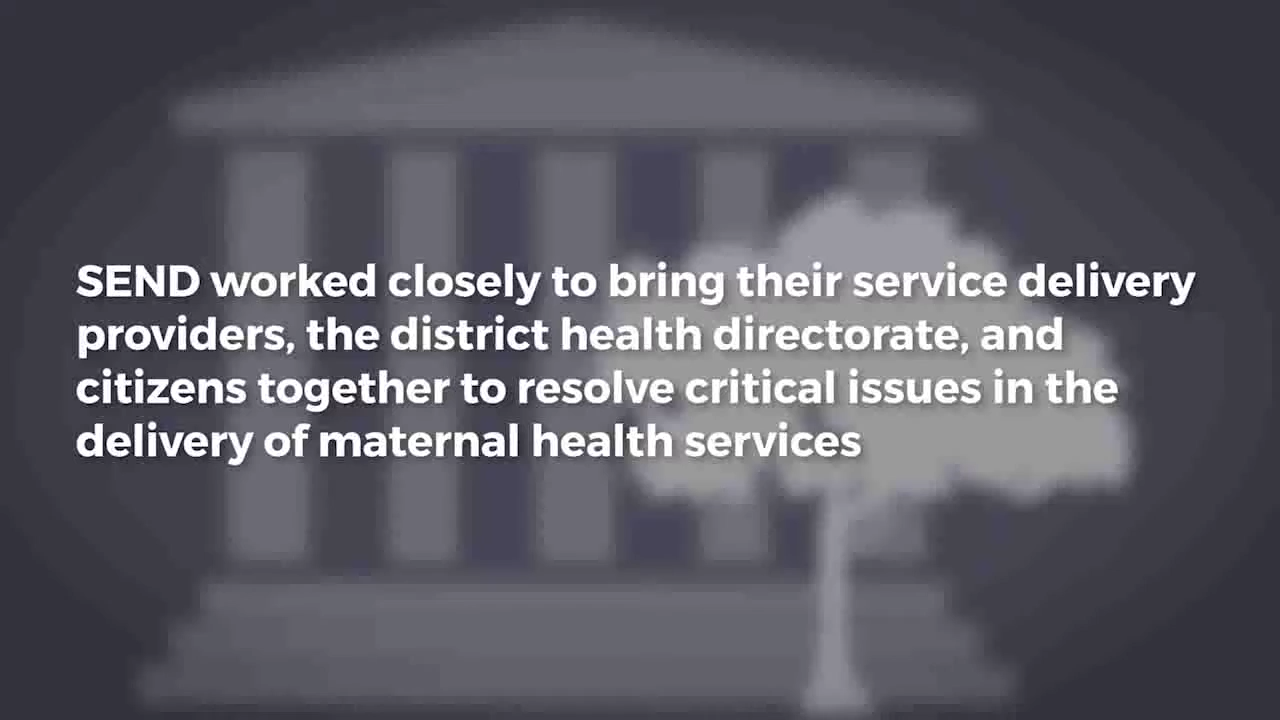 SEND worked closely to bring their service delivery
providers, the district health directorate, and
citizens together to resolve critical issues in the
delivery of maternal health services